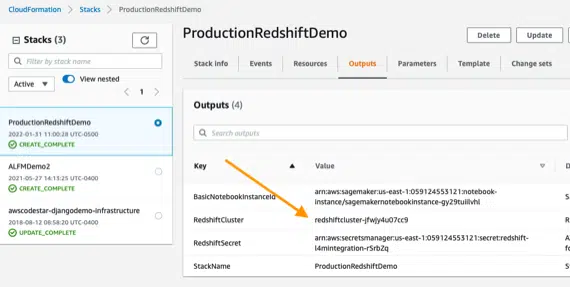 CloudFormation > Stacks > ProductionRedshiftDemo
Stacks (3)
Filter by stack name
Active
View nested
1
ProductionRedshiftDemo
2022-01-31 11:00:28 UTC-0500
CREATE_COMPLETE
ALFMDemo2
2021-05-27 14:13:25 UTC-0400
CREATE_COMPLETE
awscodestar-djangodemo-infrastructure
2018-08-12 08:58:20 UTC-0400
UPDATE_COMPLETE
ProductionRedshiftDemo
Delete
Update
Stack info
Events
Resources
Outputs
Parameters
Template
Change sets
Outputs (4)
Search outputs
Key
Value
D
BasicNotebookInstanceId
arn:aws:sagemaker:us-east-1:059124553121:notebook-
instance/sagemakernotebookinstance-gy29tuiilvhl
RedshiftCluster
redshiftcluster-jfwjy4u07cc9
R
RedshiftSecret
arn:aws:secretsmanager:us-east-1:059124553121:secret:redshift-
l4mintegration-rSrbZq
A
fo
StackName
ProductionRedshiftDemo
St